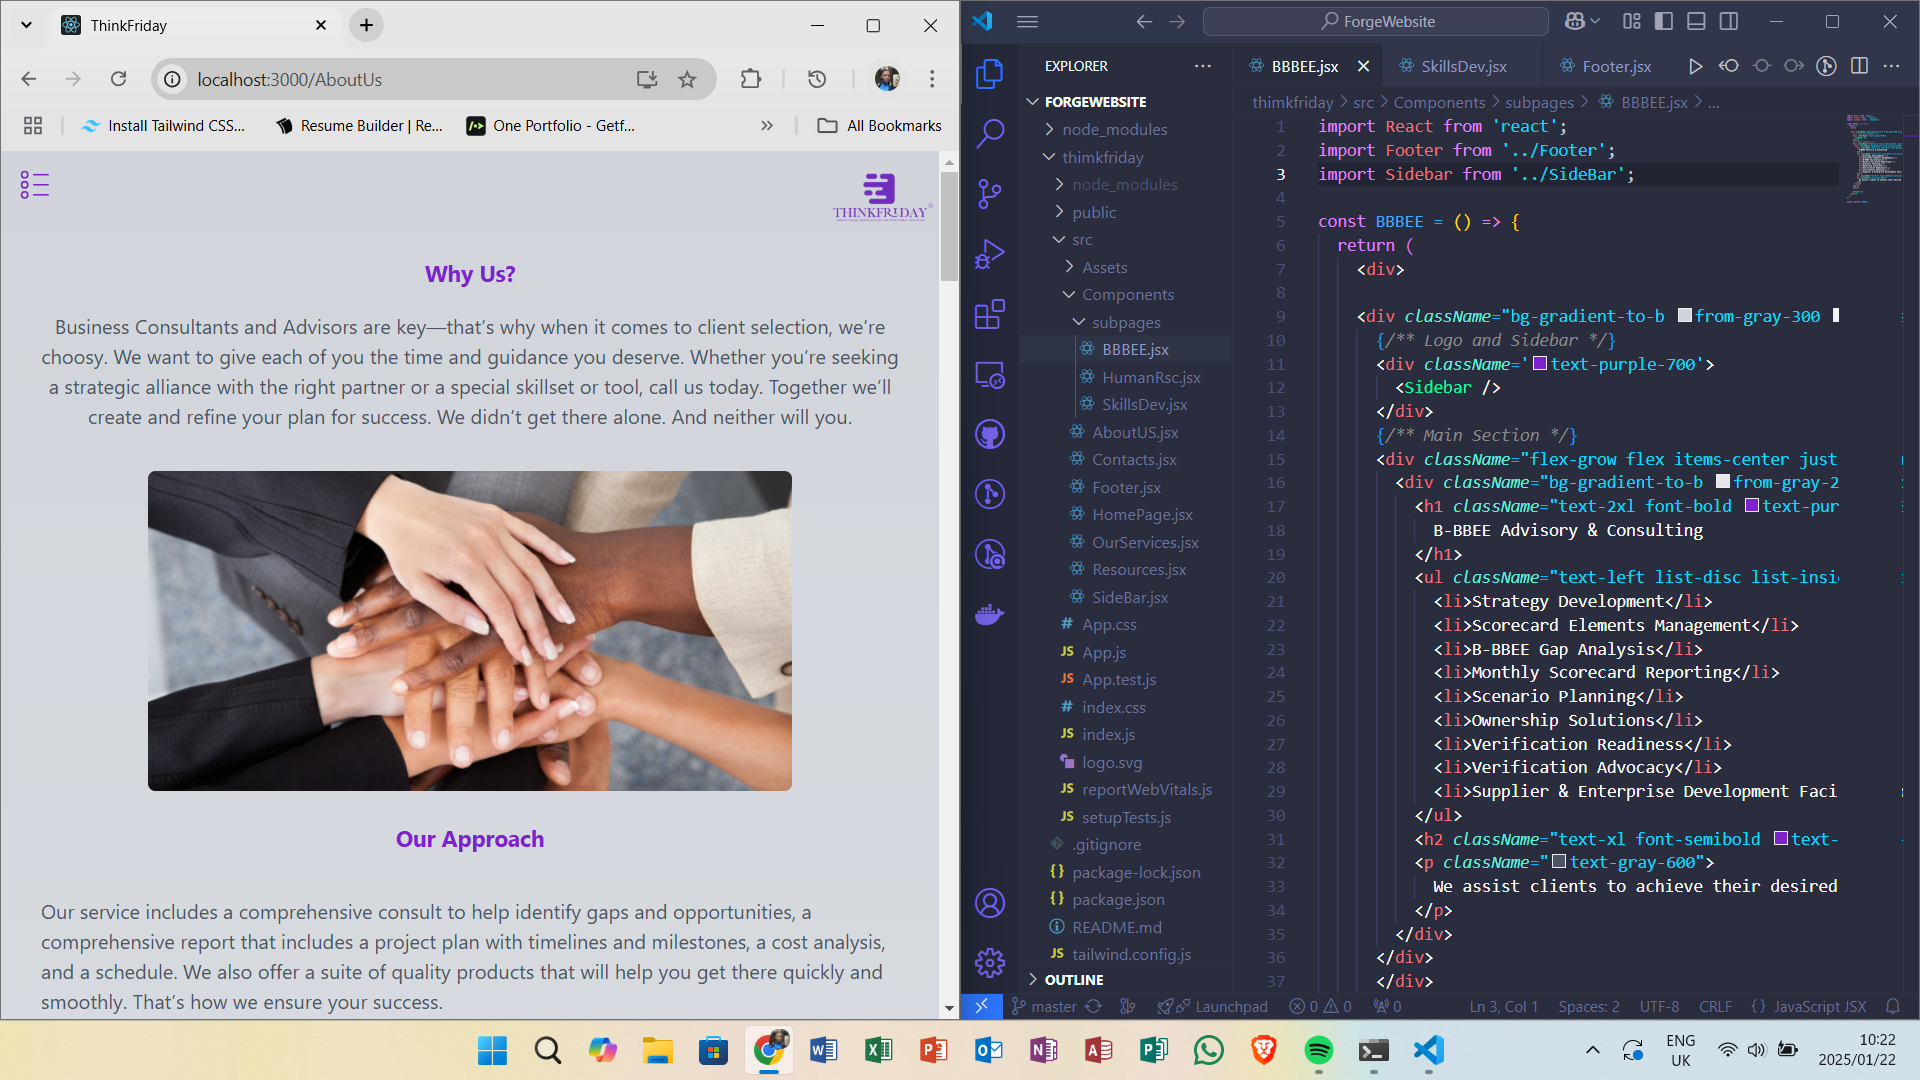 ThinkFriday
localhost:3000/AboutUs
Install Tailwind CSS...
Resume Builder | Re...
One Portfolio - Getf...
All Bookmarks
THINKFRIDAY
Why Us?
Business Consultants and Advisors are key—that’s why when it comes to client selection, we’re
choosy. We want to give each of you the time and guidance you deserve. Whether you’re seeking
a strategic alliance with the right partner or a special skillset or tool, call us today. Together we’ll
create and refine your plan for success. We didn’t get there alone. And neither will you.
Our Approach
Our service includes a comprehensive consult to help identify gaps and opportunities, a
comprehensive report that includes a project plan with timelines and milestones, a cost analysis,
and a schedule. We also offer a suite of quality products that will help you get there quickly and
smoothly. That’s how we ensure your success.
ForgeWebsite
EXPLORER
FORGEWEBSITE
node_modules
thimkfriday
node_modules
public
src
Assets
Components
subpages
BBBEE.jsx
HumanRsc.jsx
SkillsDev.jsx
AboutUS.jsx
Contacts.jsx
Footer.jsx
HomePage.jsx
OurServices.jsx
Resources.jsx
SideBar.jsx
# App.css
JS App.js
JS App.test.js
# index.css
JS index.js
logo.svg
JS reportWebVitals.js
JS setupTests.js
.gitignore
{} package-lock.json
{} package.json
README.md
JS tailwind.config.js
OUTLINE
BBBEE.jsx
SkillsDev.jsx
Footer.jsx
thimkfriday > src > Components > subpages > BBBEE.jsx > ...
1 import React from 'react';
2 import Footer from '../Footer';
3 import Sidebar from '../SideBar';
4
5 const BBBEE = () => {
6 return (
7 <div>
8
9 <div className="bg-gradient-to-b from-gray-300
10 {/** Logo and Sidebar */}
11 <div className='text-purple-700'>
12 <Sidebar />
13 </div>
14 {/** Main Section */}
15 <div className="flex-grow flex items-center just
16 <div className="bg-gradient-to-b from-gray-2
17 <h1 className="text-2xl font-bold text-pur
18 B-BBEE Advisory & Consulting
19 </h1>
20 <ul className="text-left list-disc list-insi
21 <li>Strategy Development</li>
22 <li>Scorecard Elements Management</li>
23 <li>B-BBEE Gap Analysis</li>
24 <li>Monthly Scorecard Reporting</li>
25 <li>Scenario Planning</li>
26 <li>Ownership Solutions</li>
27 <li>Verification Readiness</li>
28 <li>Verification Advocacy</li>
29 <li>Supplier & Enterprise Development Faci
30 </ul>
31 <h2 className="text-xl font-semibold text-
32 <p className="text-gray-600">
33 We assist clients to achieve their desired
34 </p>
35 </div>
36 </div>
37 </div>
master
Launchpad
0 0
0
Ln 3, Col 1
Spaces: 2
UTF-8
CRLF
{} JavaScript JSX
ENG
UK
10:22
2025/01/22